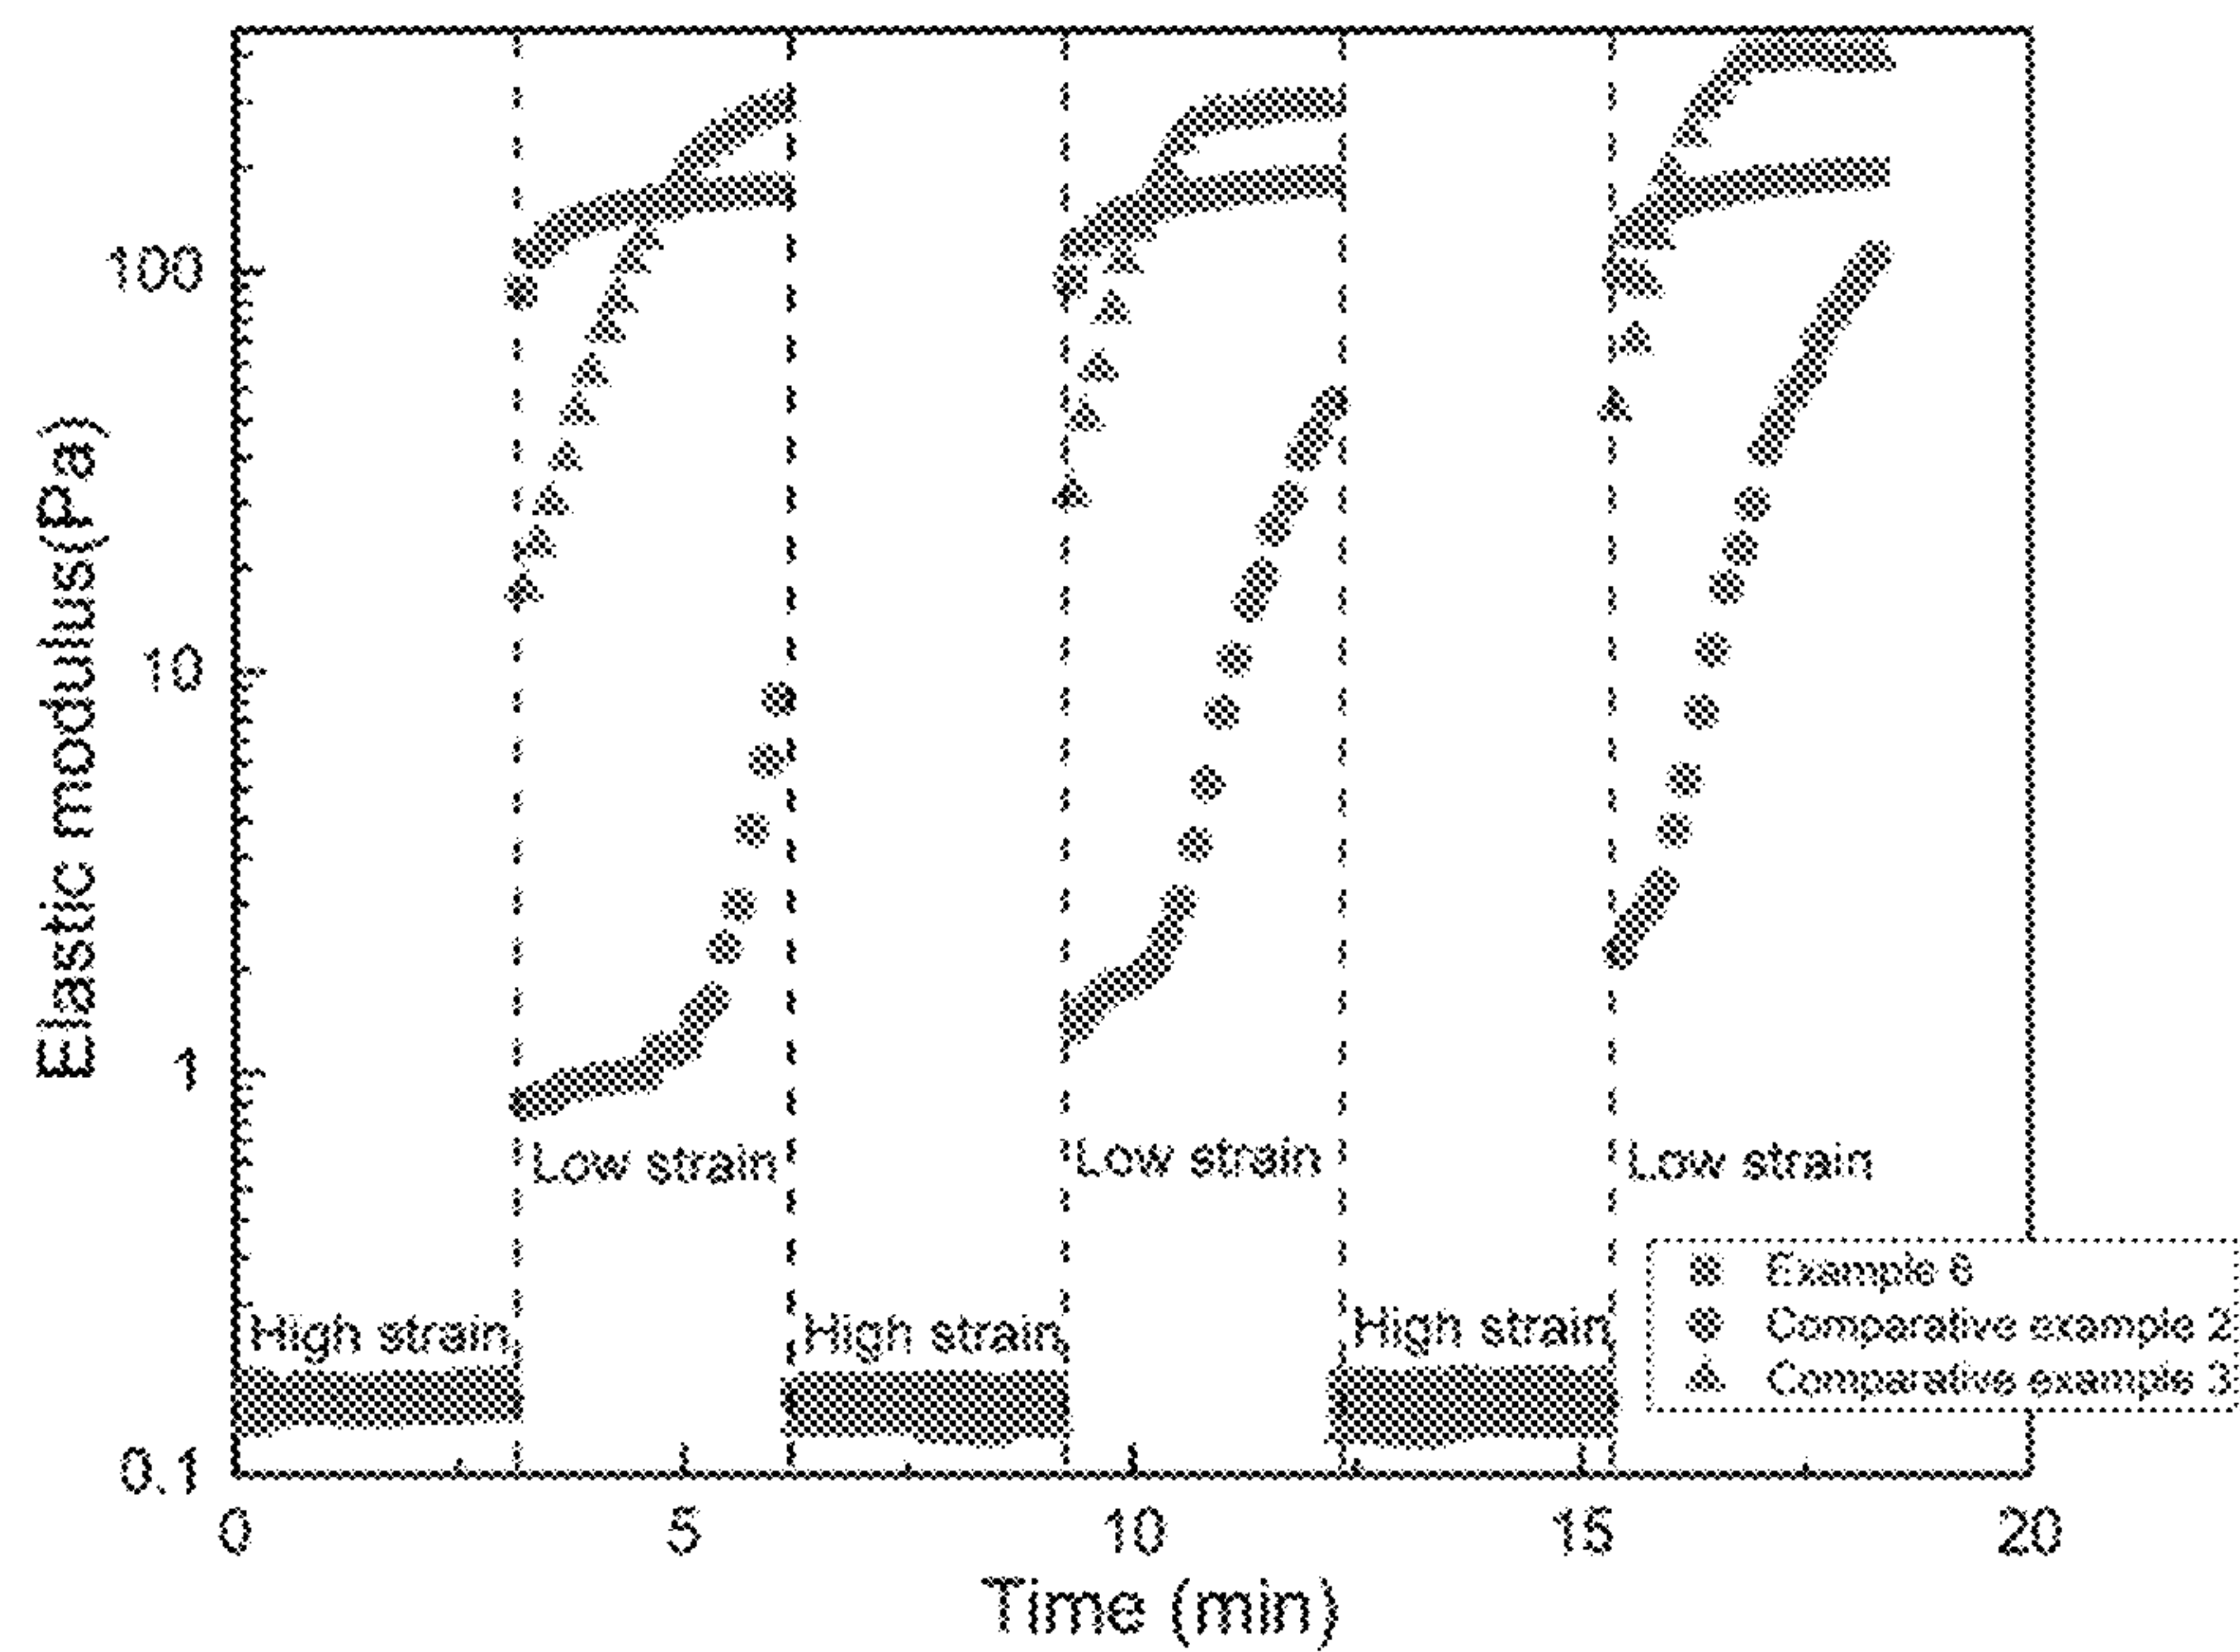 Elastic modulus(Pa)
100
10
1
0.1
Low strain
Low strain
Low strain
High strain
High strain
High strain
Example 6
Comparative example 2
Comparative example 3
0
5
10
15
20
Time (min)